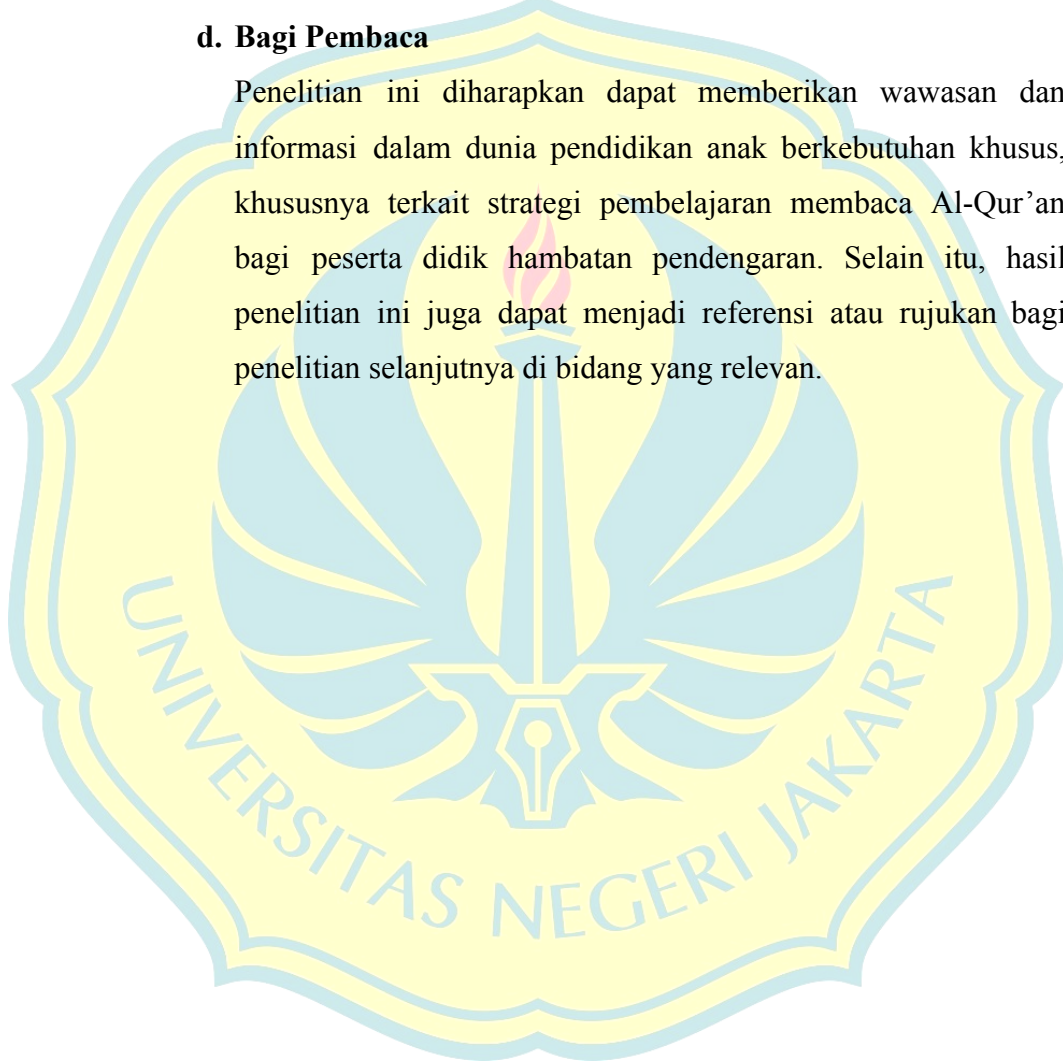 d. Bagi Pembaca
Penelitian ini diharapkan dapat memberikan wawasan dan
informasi dalam dunia pendidikan anak berkebutuhan khusus,
khususnya terkait strategi pembelajaran membaca Al-Qur’an
bagi peserta didik hambatan pendengaran. Selain itu, hasil
penelitian ini juga dapat menjadi referensi atau rujukan bagi
penelitian selanjutnya di bidang yang relevan.
UNIVERSITAS NEGERI JAKARTA